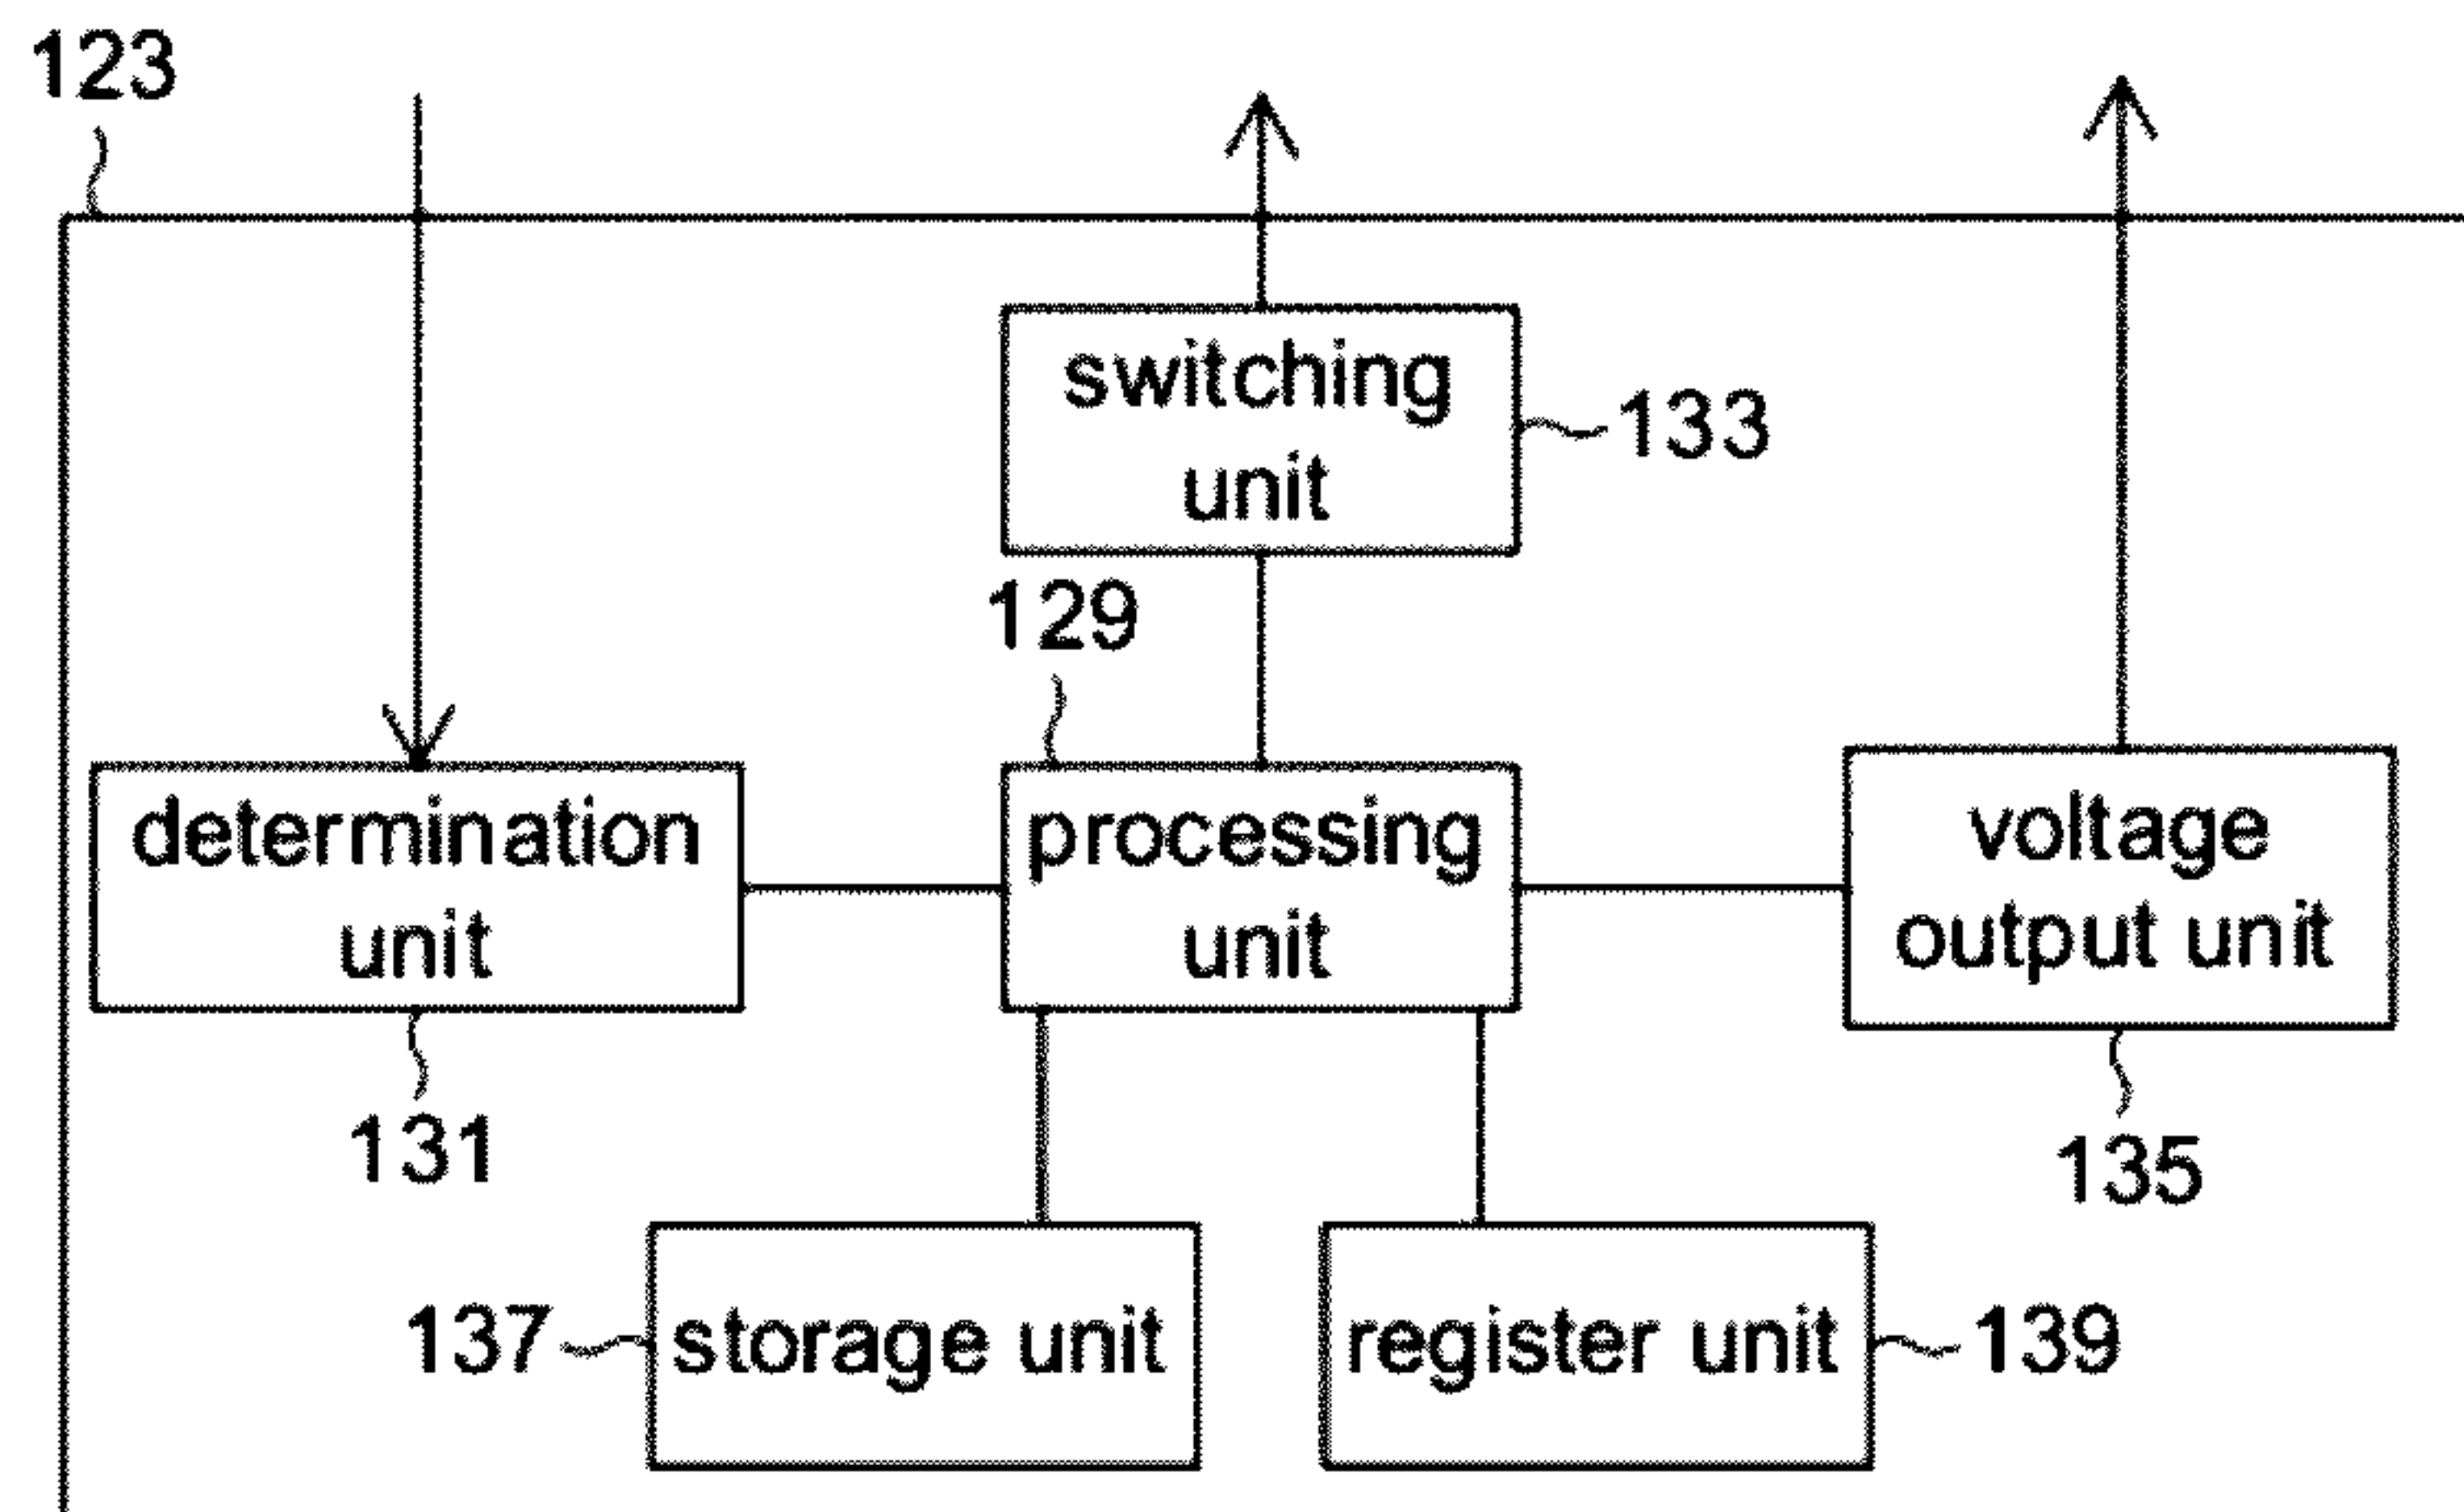 123
switching
unit
133
129
determination
unit
processing
unit
voltage
output unit
131
135
137
storage unit
register unit
139